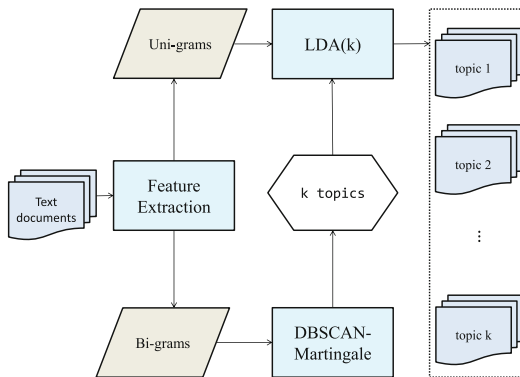 Uni-grams
LDA(k)
topic 1
topic 2
Text
documents
Feature
Extraction
k topics
...
Bi-grams
DBSCAN-
Martingale
topic k